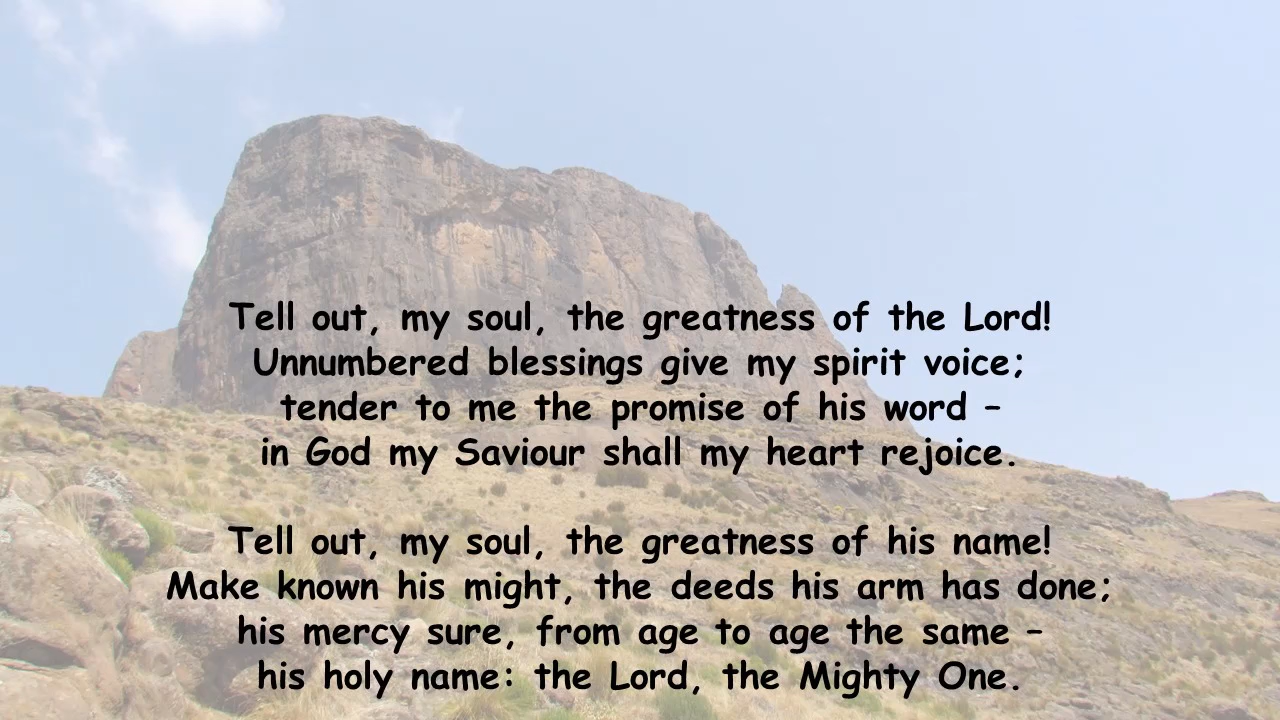 Tell out, my soul, the greatness of the Lord!
Unnumbered blessings give my spirit voice;
tender to me the promise of his word –
in God my Saviour shall my heart rejoice.
Tell out, my soul, the greatness of his name!
Make known his might, the deeds his arm has done;
his mercy sure, from age to age the same –
his holy name: the Lord, the Mighty One.